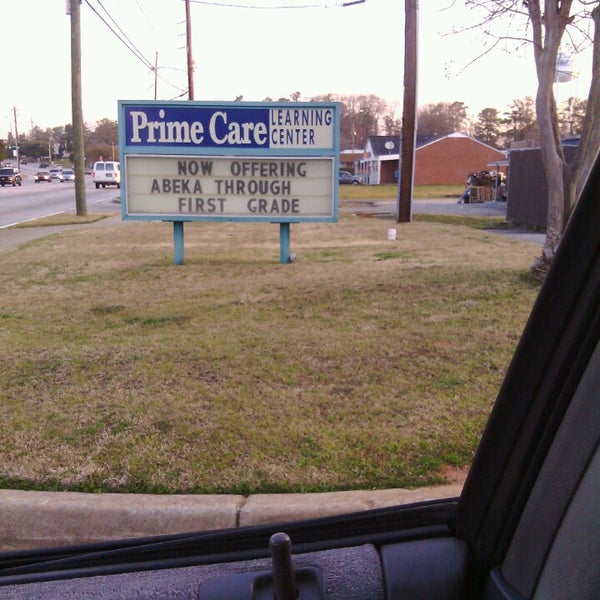 Prime Care
LEARNING
CENTER
NOW OFFERING
ABEKA THROUGH
FIRST GRADE